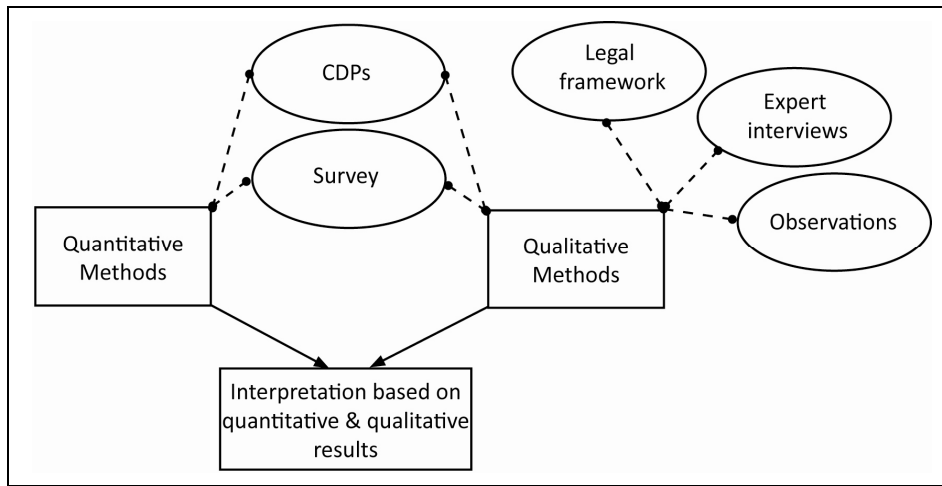 CDPs
Legal
framework
Expert
interviews
Survey
Observations
Quantitative
Methods
Qualitative
Methods
Interpretation based on
quantitative & qualitative
results